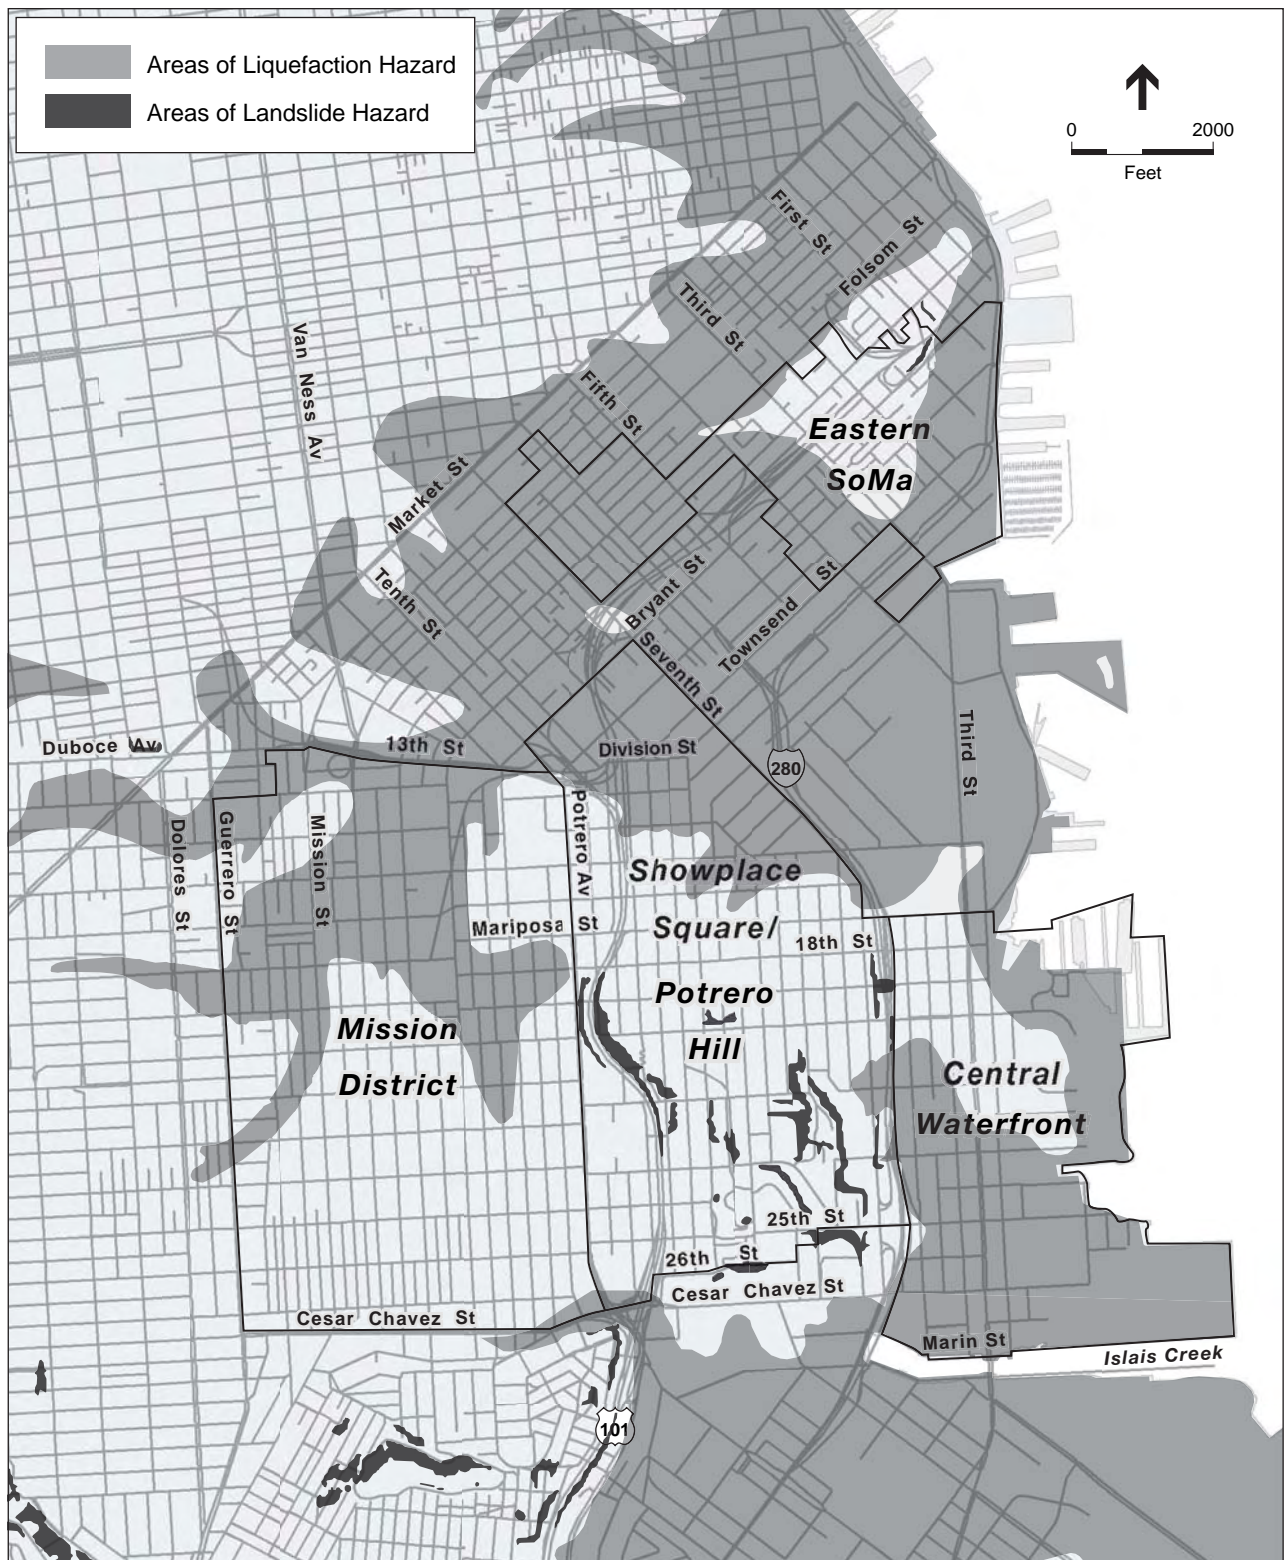 Areas of Liquefaction Hazard
Areas of Landslide Hazard
0 2000
Feet
First St
Folsom St
Third St
Van Ness Av
Fifth St
Eastern
SoMa
Market St
Tenth St
Bryant St
Townsend St
Seventh St
Duboce Av
13th St
Division St
280
Third St
Potrero Av
Dolores St
Guerrero St
Mission St
Showplace
Square/
Potrero
Hill
Mariposa St
18th St
Mission
District
Central
Waterfront
25th St
26th St
Cesar Chavez St
Cesar Chavez St
Marin St
Islais Creek
101